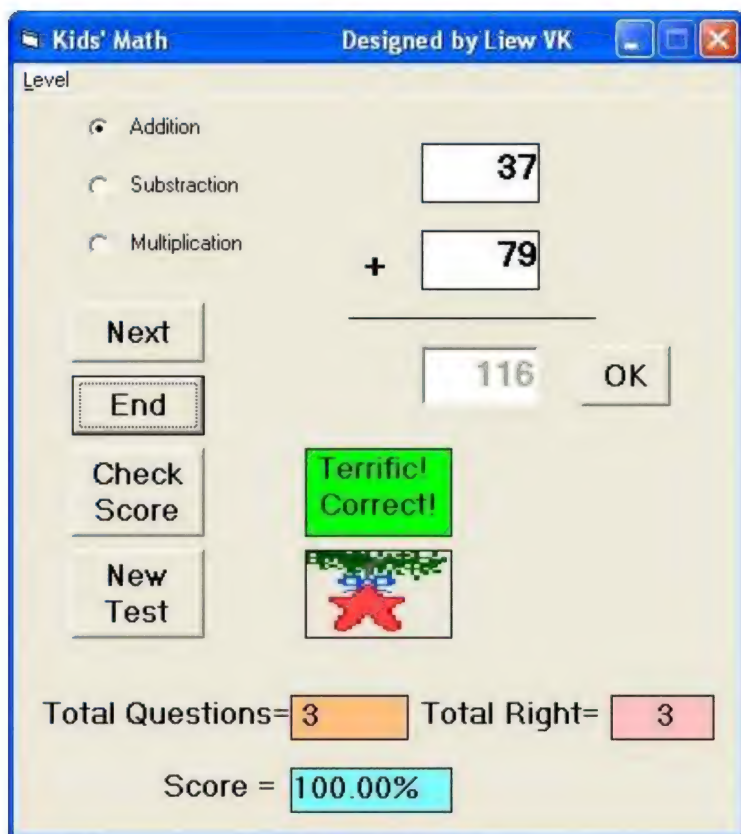 Kids' Math Designed by Liew VK
Level
Addition
Substraction
Multiplication
37
+ 79
116
OK
Next
End
Check
Score
New
Test
Terrific!
Correct!
Total Questions= 3 Total Right= 3
Score = 100.00%